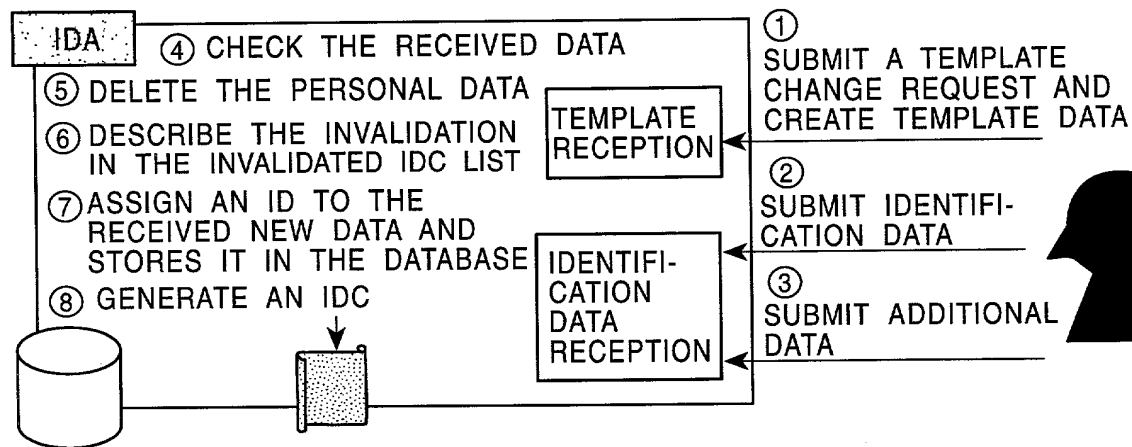 IDA
④ CHECK THE RECEIVED DATA
⑤ DELETE THE PERSONAL DATA
⑥ DESCRIBE THE INVALIDATION
IN THE INVALIDATED IDC LIST
⑦ ASSIGN AN ID TO THE
RECEIVED NEW DATA AND
STORES IT IN THE DATABASE
⑧ GENERATE AN IDC
TEMPLATE
RECEPTION
IDENTIFI-
CATION
DATA
RECEPTION
①
SUBMIT A TEMPLATE
CHANGE REQUEST AND
CREATE TEMPLATE DATA
②
SUBMIT IDENTIFI-
CATION DATA
③
SUBMIT ADDITIONAL
DATA